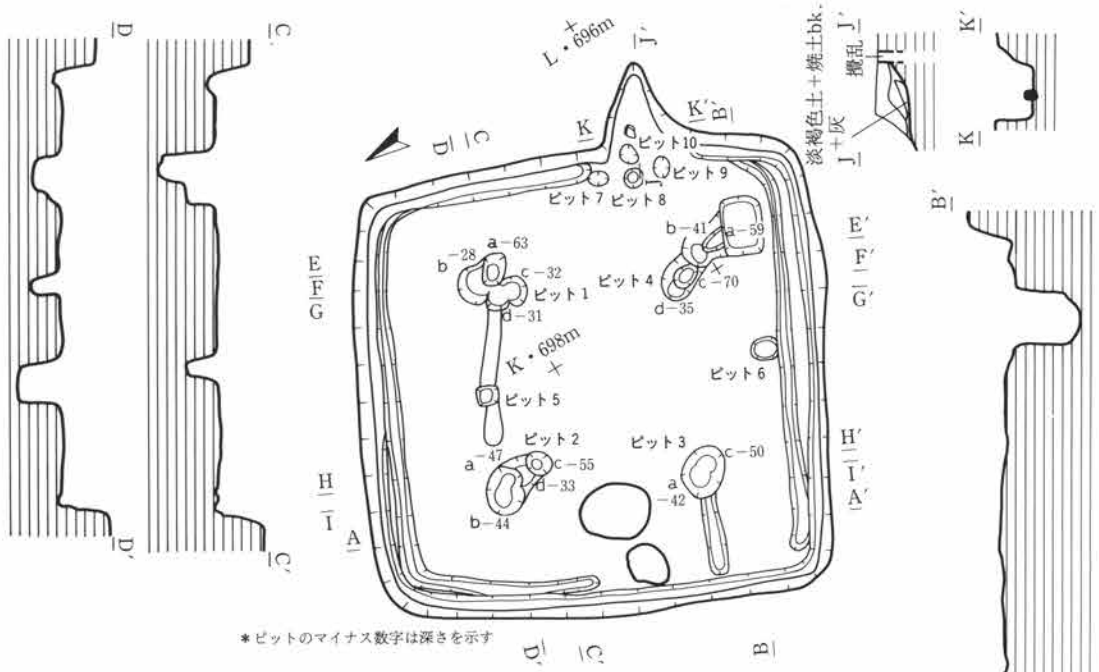 D
C'
L・696m
J'
淡褐色土+焼土bk.
+灰
攪乱
J'
J
K'
K
K
K'
B'
C
D
ピット10
ピット9
J
ピット7
ピット8
B'
b-41
a-59
E'
F'
G'
E
F
G
a-63
b-28
c-32
ピット1
d-31
ピット4
c-70
d-35
K・698m
ピット6
ピット5
ピット2
ピット3
a-47
c-55
d-33
b-44
c-50
a
-42
H
I
A
H'
I'
A'
D'
C'
*ピットのマイナス数字は深さを示す
D'
C'
B